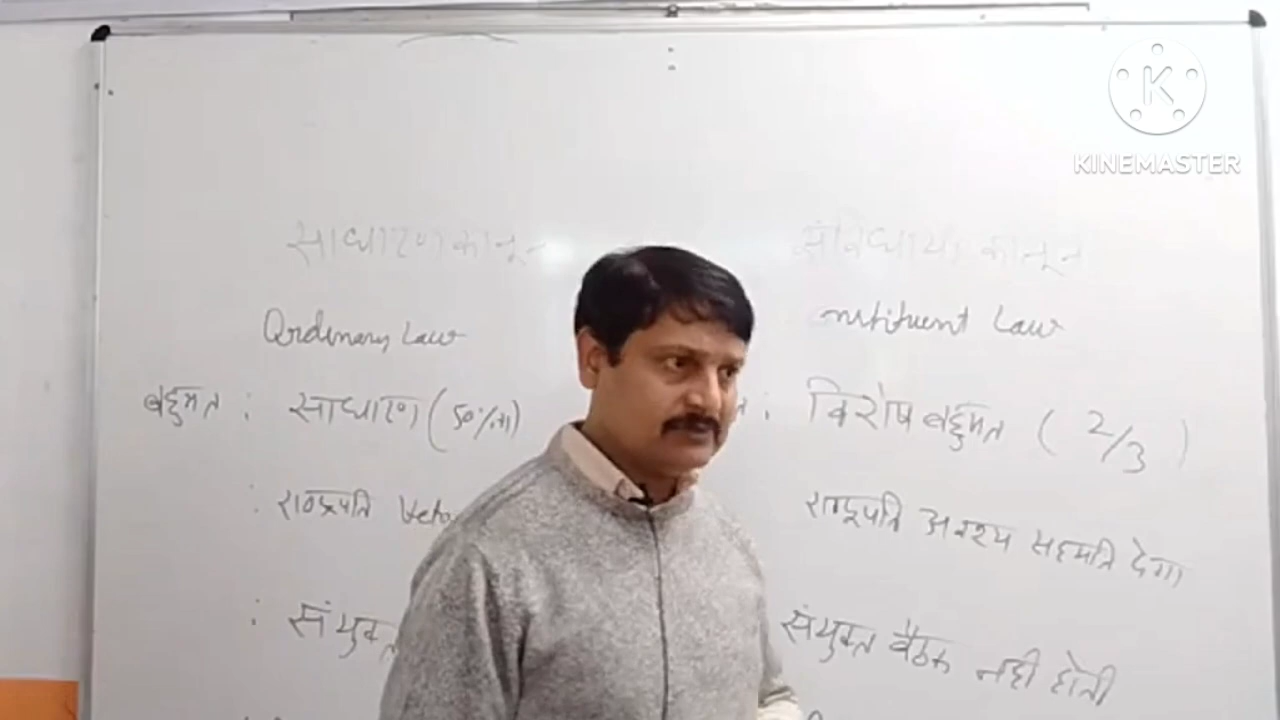 KINEMASTER
साधारण कानून
संविधायी कानून
Ordinary Law
nstituent Law
बहुमत : साधारण (50%+1)
त : विशेष बहुमत ( 2/3 )
: राष्ट्रपति Veto
राष्ट्रपति अवश्य सहमति देगा
: संयुक्त
संयुक्त बैठक नही होती